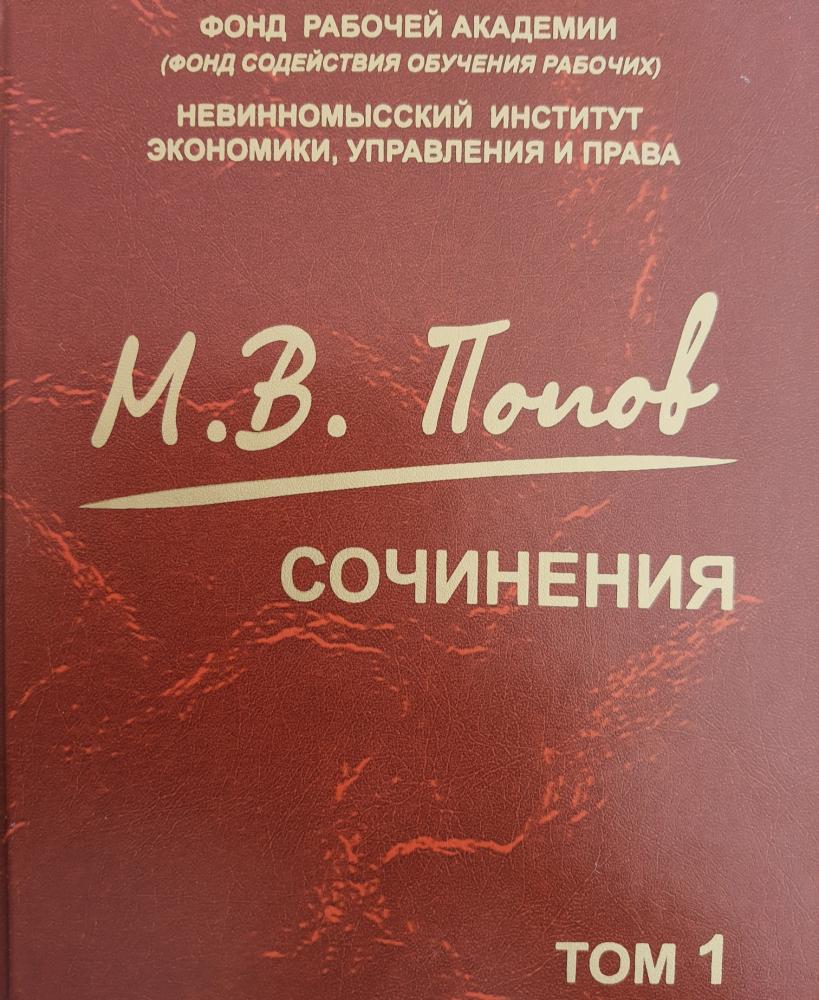 ФОНД РАБОЧЕЙ АКАДЕМИИ
(ФОНД СОДЕЙСТВИЯ ОБУЧЕНИЯ РАБОЧИХ)
НЕВИННОМЫССКИЙ ИНСТИТУТ
ЭКОНОМИКИ, УПРАВЛЕНИЯ И ПРАВА
М.В. Попов
СОЧИНЕНИЯ
ТОМ 1